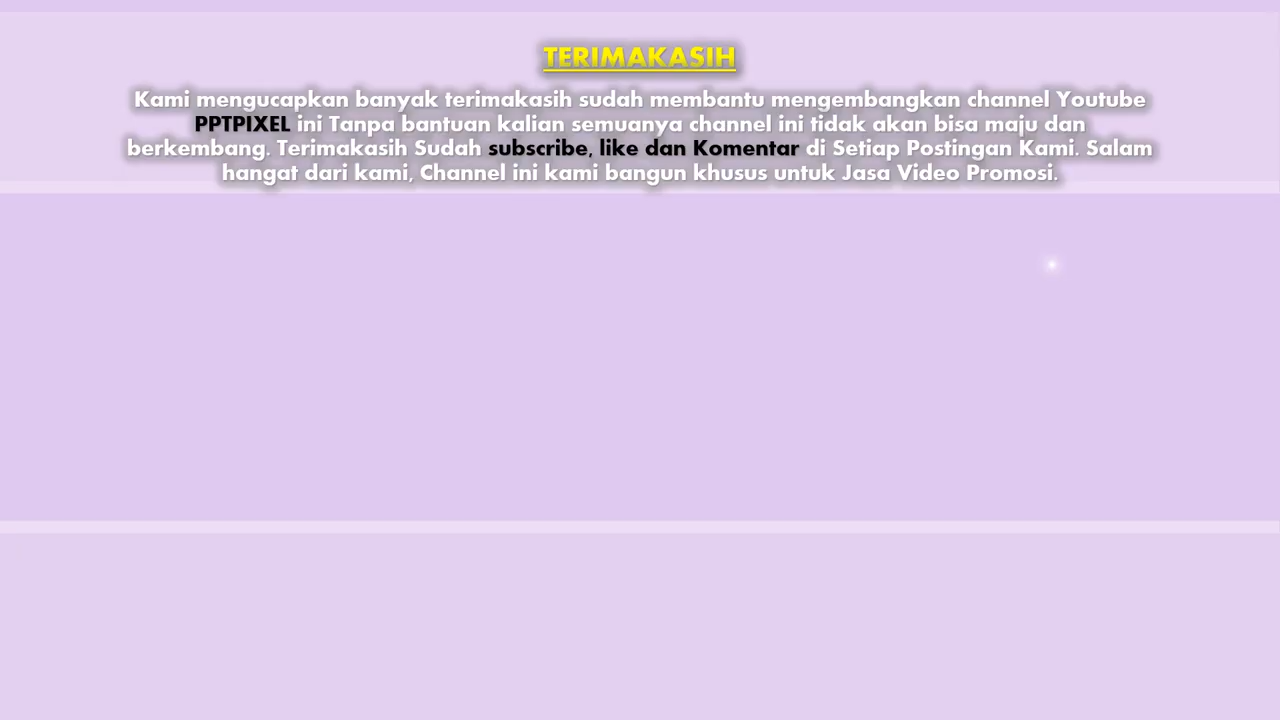 TERIMAKASIH
Kami mengucapkan banyak terimakasih sudah membantu mengembangkan channel Youtube
PPTPIXEL ini Tanpa bantuan kalian semuanya channel ini tidak akan bisa maju dan
berkembang. Terimakasih Sudah subscribe, like dan Komentar di Setiap Postingan Kami. Salam
hangat dari kami, Channel ini kami bangun khusus untuk Jasa Video Promosi.